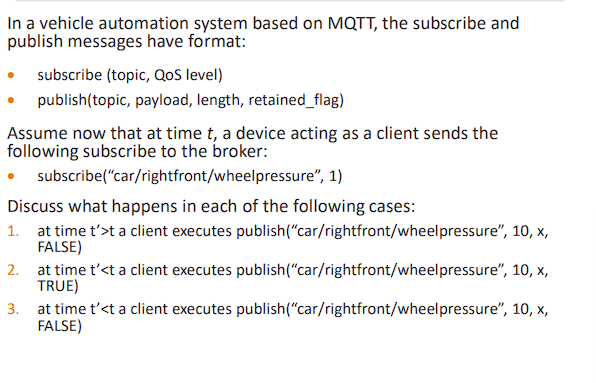 In a vehicle automation system based on MQTT, the subscribe and
publish messages have format:
• subscribe (topic, QoS level)
• publish(topic, payload, length, retained_flag)
Assume now that at time t, a device acting as a client sends the
following subscribe to the broker:
• subscribe(“car/rightfront/wheelpressure”, 1)
Discuss what happens in each of the following cases:
1. at time t’>t a client executes publish(“car/rightfront/wheelpressure”, 10, x,
FALSE)
2. at time t’<t a client executes publish(“car/rightfront/wheelpressure”, 10, x,
TRUE)
3. at time t’<t a client executes publish(“car/rightfront/wheelpressure”, 10, x,
FALSE)